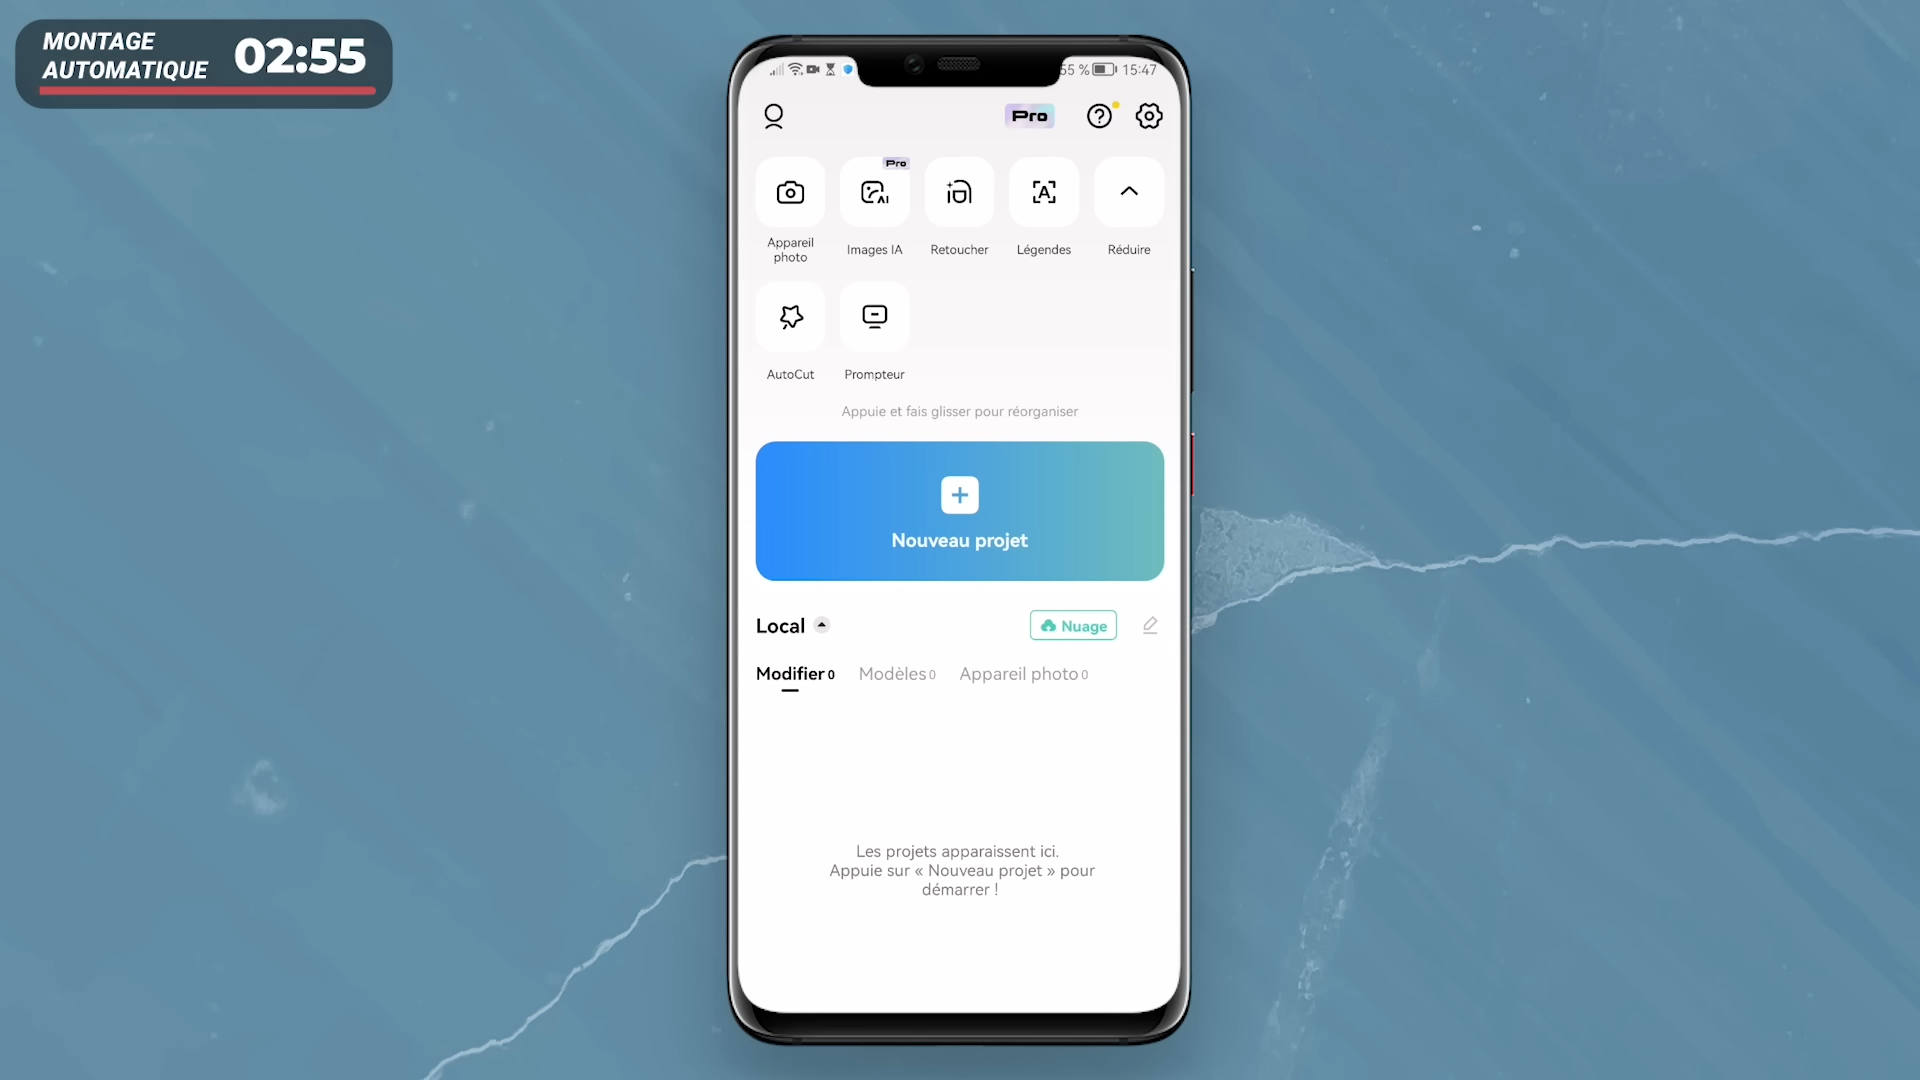 MONTAGE
AUTOMATIQUE
02:55
55 % 15:47
Pro
Pro
AI
A
Appareil
photo
Images IA
Retoucher
Légendes
Réduire
AutoCut
Prompteur
Appuie et fais glisser pour réorganiser
Nouveau projet
Local
Nuage
Modifier 0
Modèles 0
Appareil photo 0
Les projets apparaissent ici.
Appuie sur « Nouveau projet » pour
démarrer !